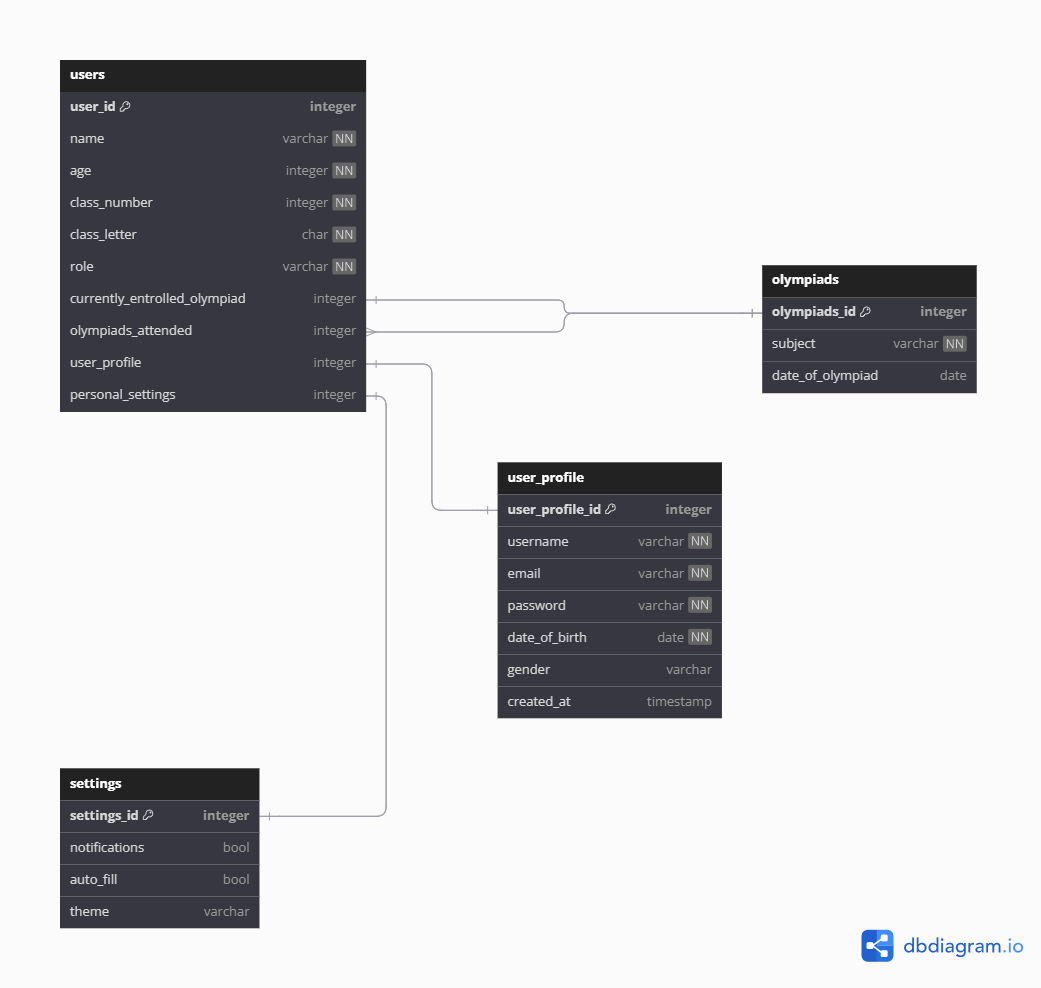 users
user_id integer
name varchar NN
age integer NN
class_number integer NN
class_letter char NN
role varchar NN
currently_entrolled_olympiad integer
olympiads_attended integer
user_profile integer
personal_settings integer
olympiads
olympiads_id integer
subject varchar NN
date_of_olympiad date
user_profile
user_profile_id integer
username varchar NN
email varchar NN
password varchar NN
date_of_birth date NN
gender varchar
created_at timestamp
settings
settings_id integer
notifications bool
auto_fill bool
theme varchar
dbdiagram.io